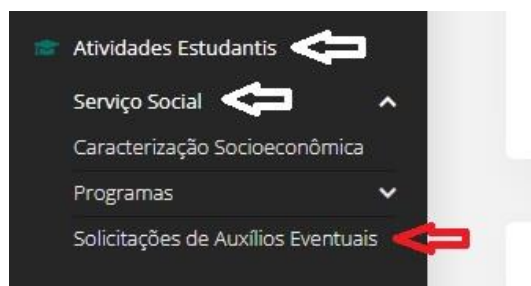 Atividades Estudantis
Serviço Social
Caracterização Socioeconômica
Programas
Solicitações de Auxílios Eventuais